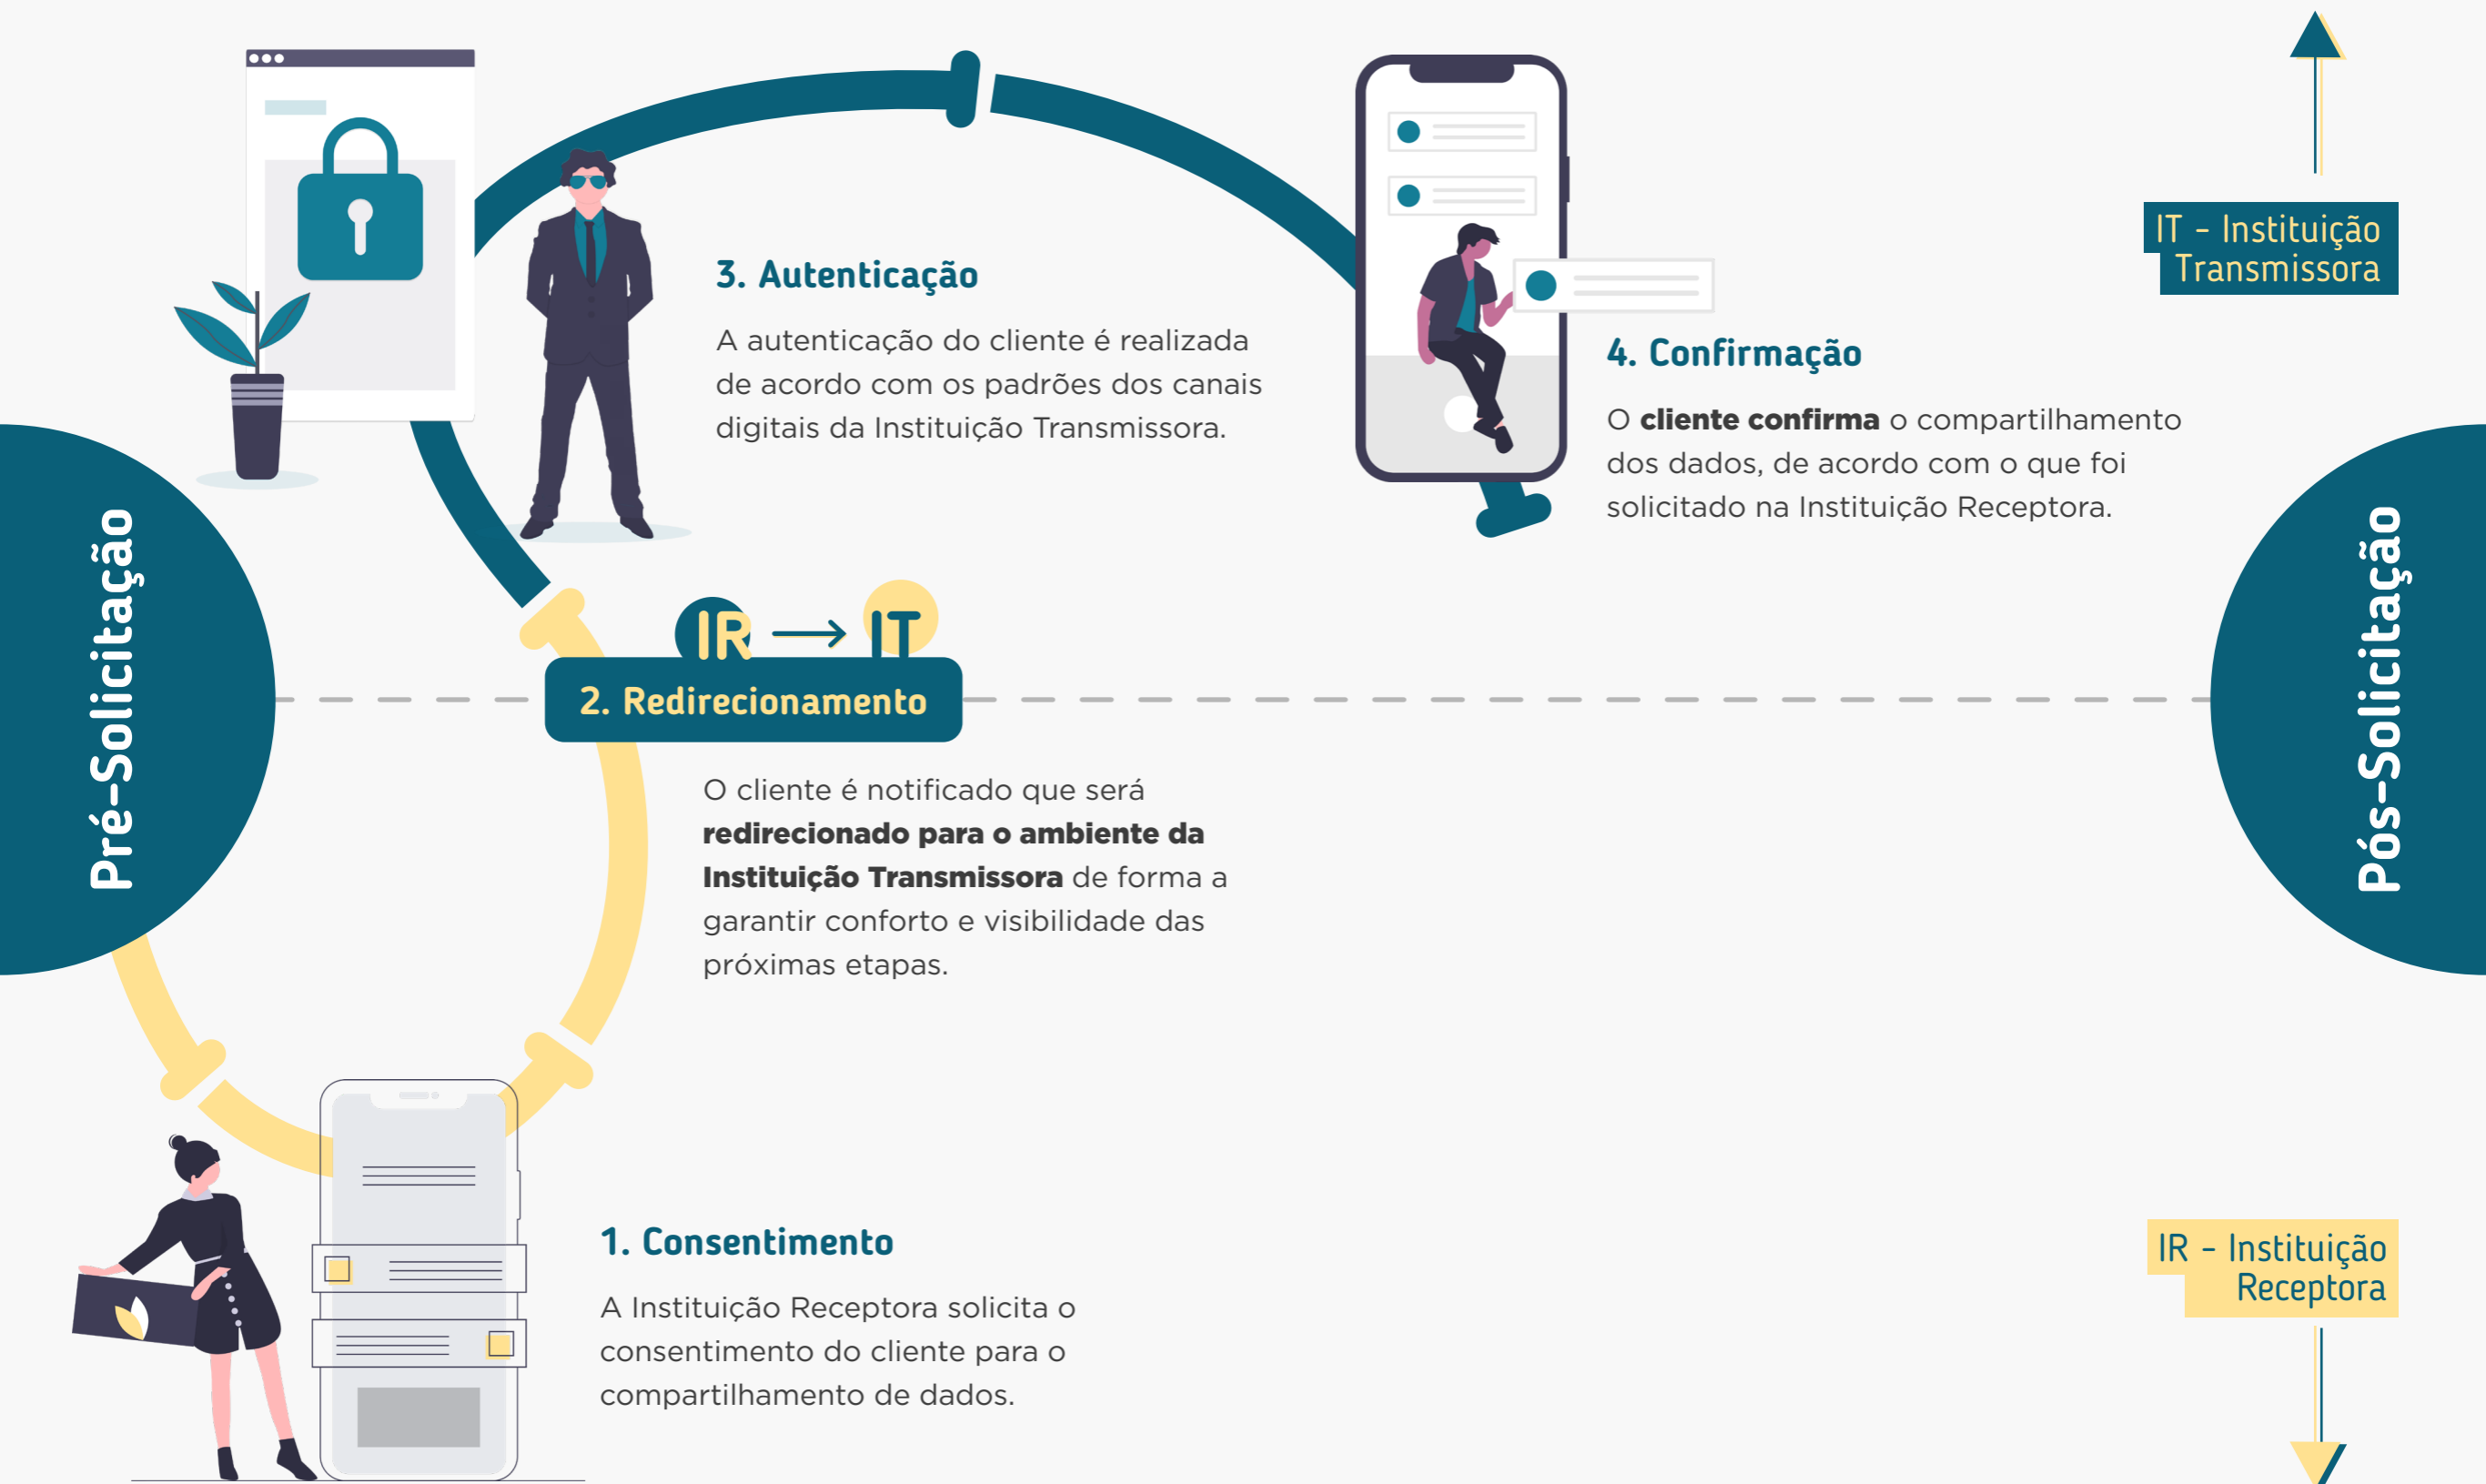 3. Autenticação
A autenticação do cliente é realizada
de acordo com os padrões dos canais
digitais da Instituição Transmissora.
4. Confirmação
O cliente confirma o compartilhamento
dos dados, de acordo com o que foi
solicitado na Instituição Receptora.
IT - Instituição
Transmissora
Pré-Solicitação
IR → IT
2. Redirecionamento
O cliente é notificado que será
redirecionado para o ambiente da
Instituição Transmissora de forma a
garantir conforto e visibilidade das
próximas etapas.
Pós-Solicitação
1. Consentimento
A Instituição Receptora solicita o
consentimento do cliente para o
compartilhamento de dados.
IR - Instituição
Receptora